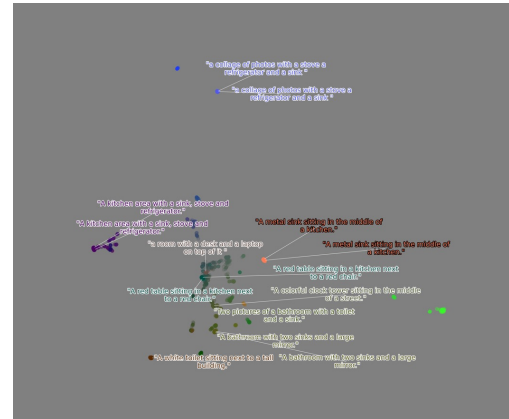 "a collage of photos with a stove a
refrigerator and a sink "
"a collage of photos with a stove a
refrigerator and a sink "
"A kitchen area with a sink, stove and
refrigerator."
"A kitchen area with a sink, stove and
refrigerator."
"a room with a desk and a laptop
on top of it "
"A metal sink sitting in the middle of
a kitchen."
"A metal sink sitting in the middle of
a kitchen."
"A red table sitting in a kitchen next
to a red chair"
"A red table sitting in a kitchen next
to a red chair"
"A colorful clock tower sitting in the middle
of a street."
"Two pictures of a bathroom with a toilet
and a sink."
"A bathroom with two sinks and a large
mirror."
"A white toilet sitting next to a tall
building."
"A bathroom with two sinks and a large
mirror."